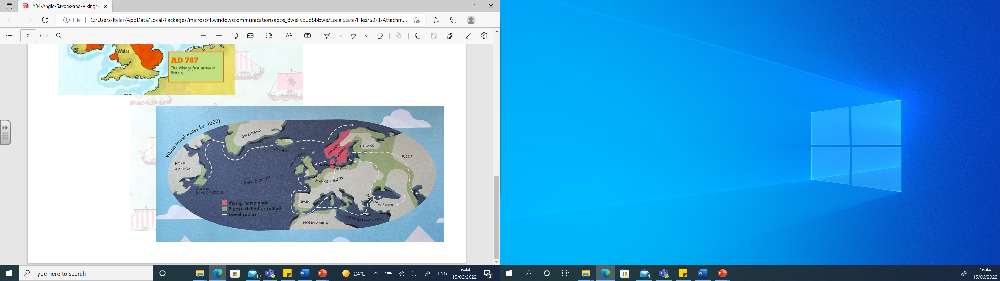 Y34-Anglo-Saxons-and-Vikings-
File
C:/Users/ltyler/AppData/Local/Packages/microsoft.windowscommunicationsapps_8wekyb3d8bbwe/LocalState/Files/S0/3/Attachm...
2
of 2
Wales
AD 787
The Vikings first arrive in
Britain.
Viking travel routes (AD 1000)
GREENLAND
ICELAND
SWEDEN
NORWAY
FINLAND
RUSSIA
NORTH
AMERICA
BRITISH ISLES
DENMARK
Hedeby
ATLANTIC OCEAN
FRANKISH EMPIRE
VINLAND
(NEWFOUNDLAND)
SPAIN
BYZANTINE EMPIRE
Viking homelands
Places visited or settled
Travel routes
MEDITERRANEAN SEA
NORTH AFRICA
Type here to search
1
24°C
ENG
16:44
15/06/2022
3
1
16:44
15/06/2022